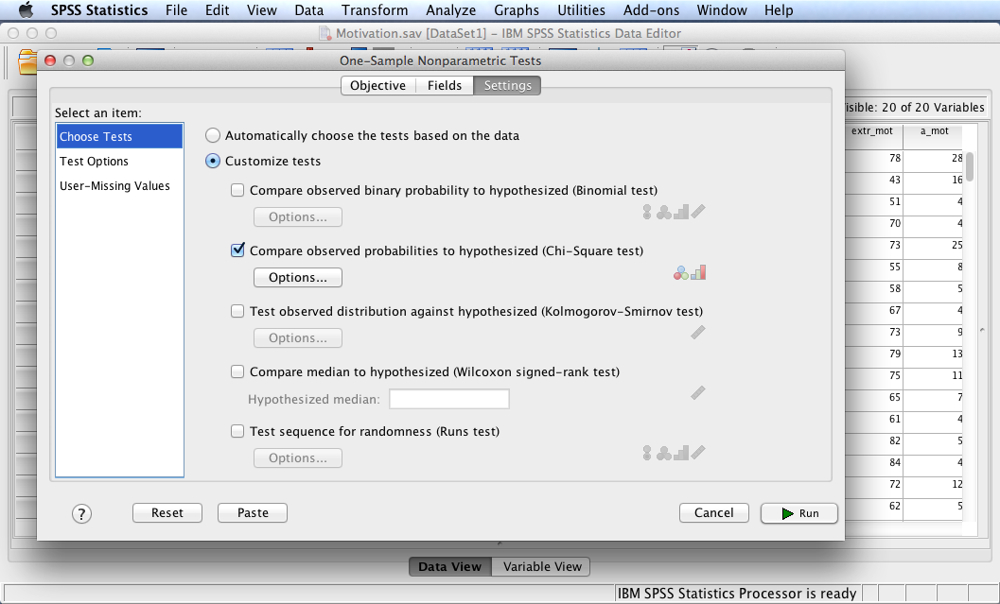 SPSS Statistics File Edit View Data Transform Analyze Graphs Utilities Add-ons Window Help
Motivation.sav [DataSet1] – IBM SPSS Statistics Data Editor
One-Sample Nonparametric Tests
Objective Fields Settings
isible: 20 of 20 Variables
Select an item:
Choose Tests
Test Options
User-Missing Values
Automatically choose the tests based on the data
Customize tests
Compare observed binary probability to hypothesized (Binomial test)
Options...
Compare observed probabilities to hypothesized (Chi-Square test)
Options...
Test observed distribution against hypothesized (Kolmogorov-Smirnov test)
Options...
Compare median to hypothesized (Wilcoxon signed-rank test)
Hypothesized median:
Test sequence for randomness (Runs test)
Options...
extr_mot a_mot
78 28
43 16
51 4
70 4
73 25
55 8
58 5
67 4
73 9
79 13
75 11
65 7
61 4
82 5
84 4
72 12
62 5
? Reset Paste Cancel Run
Data View Variable View
IBM SPSS Statistics Processor is ready